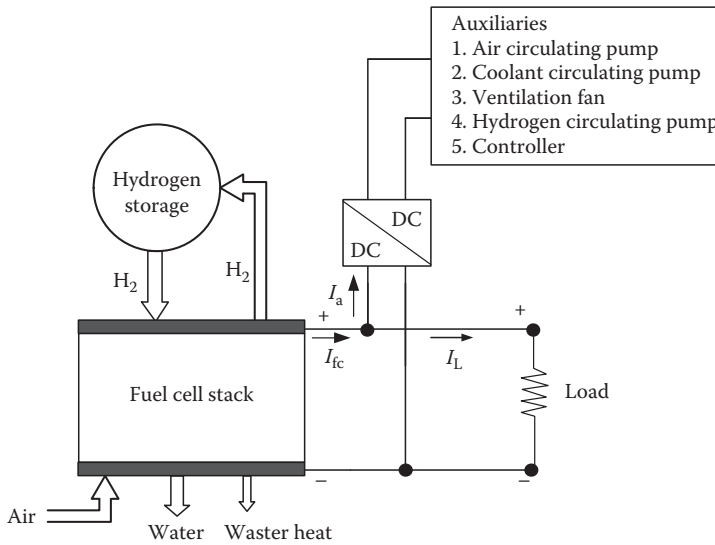 Auxiliaries
1. Air circulating pump
2. Coolant circulating pump
3. Ventilation fan
4. Hydrogen circulating pump
5. Controller
Hydrogen
storage
DC
DC
H2
H2
Ia
+
+
Ifc
IL
Fuel cell stack
Load
−
−
Air
Water
Waster heat